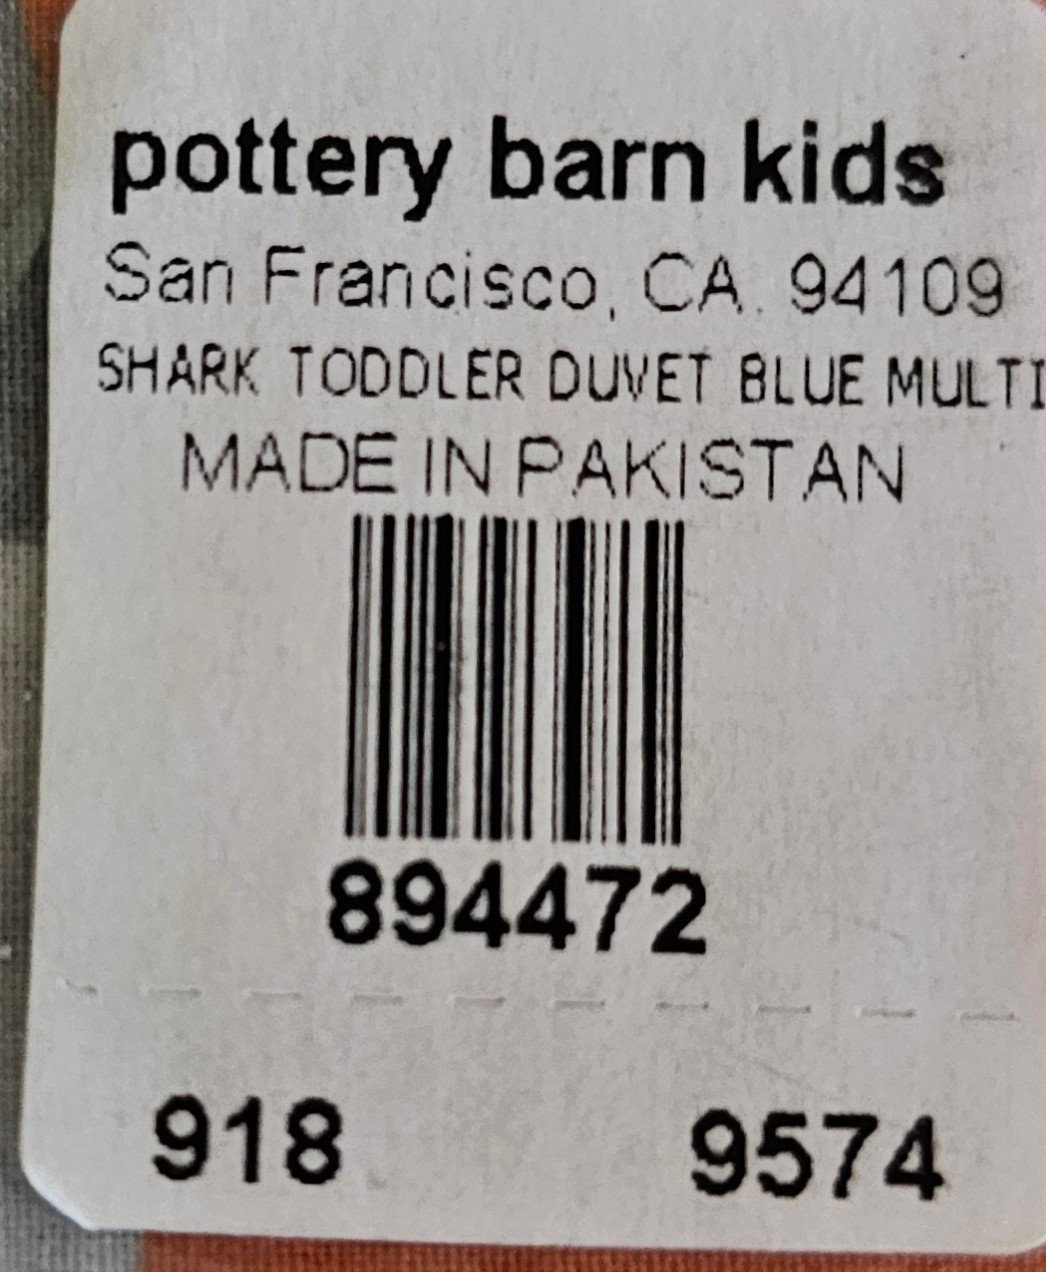 pottery barn kids
San Francisco, CA. 94109
SHARK TODDLER DUVET BLUE MULTI
MADE IN PAKISTAN
894472
918 9574